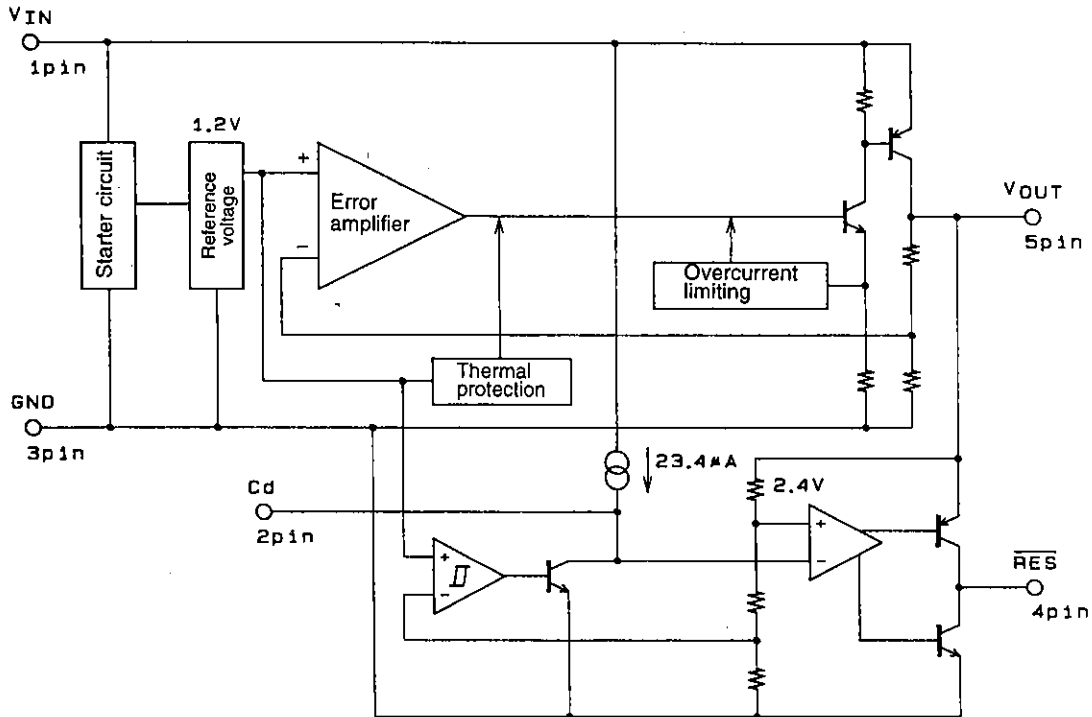 VIN
1pin
Starter circuit
1.2V
Reference
voltage
+
−
Error
amplifier
VOUT
5pin
Overcurrent
limiting
Thermal
protection
GND
3pin
23.4μA
Cd
2pin
2.4V
+
−
+
−
RES
4pin